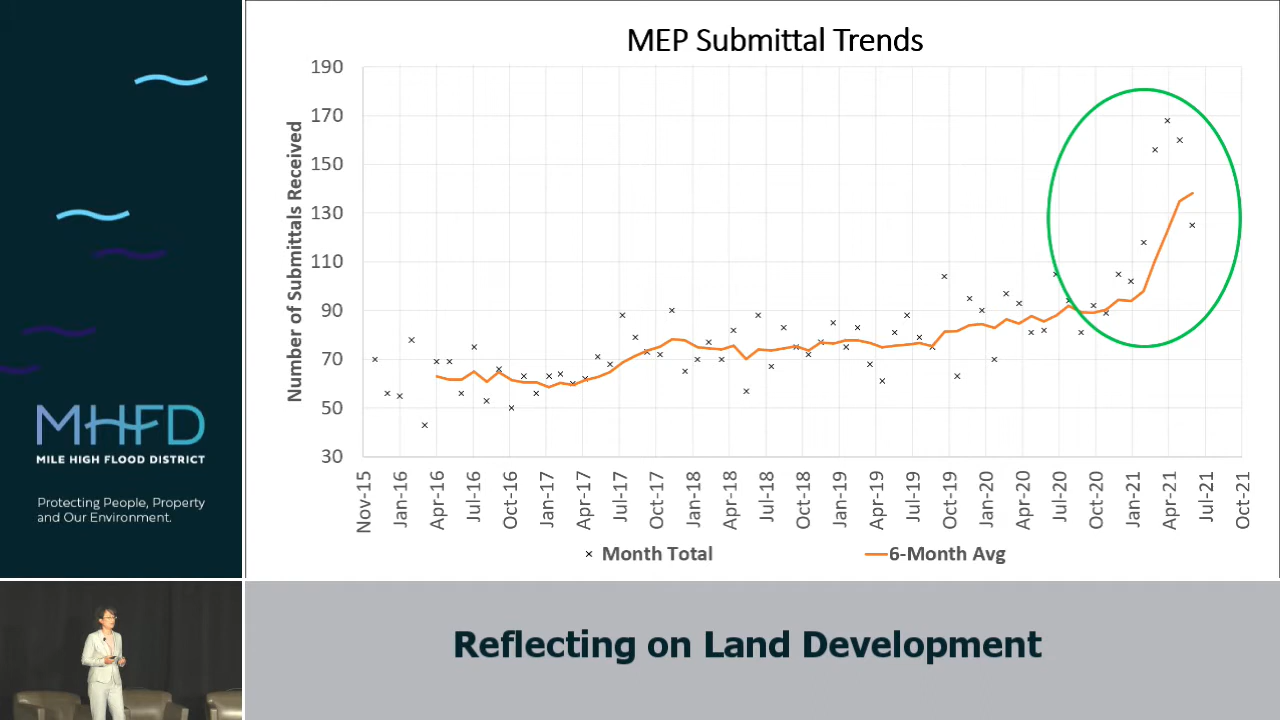 MEP Submittal Trends
Number of Submittals Received
190
170
150
130
110
90
70
50
30
Nov-15
Jan-16
Apr-16
Jul-16
Oct-16
Jan-17
Apr-17
Jul-17
Oct-17
Jan-18
Apr-18
Jul-18
Oct-18
Jan-19
Apr-19
Jul-19
Oct-19
Jan-20
Apr-20
Jul-20
Oct-20
Jan-21
Apr-21
Jul-21
Oct-21
Month Total
6-Month Avg
MHFD
MILE HIGH FLOOD DISTRICT
Protecting People, Property
and Our Environment.
Reflecting on Land Development